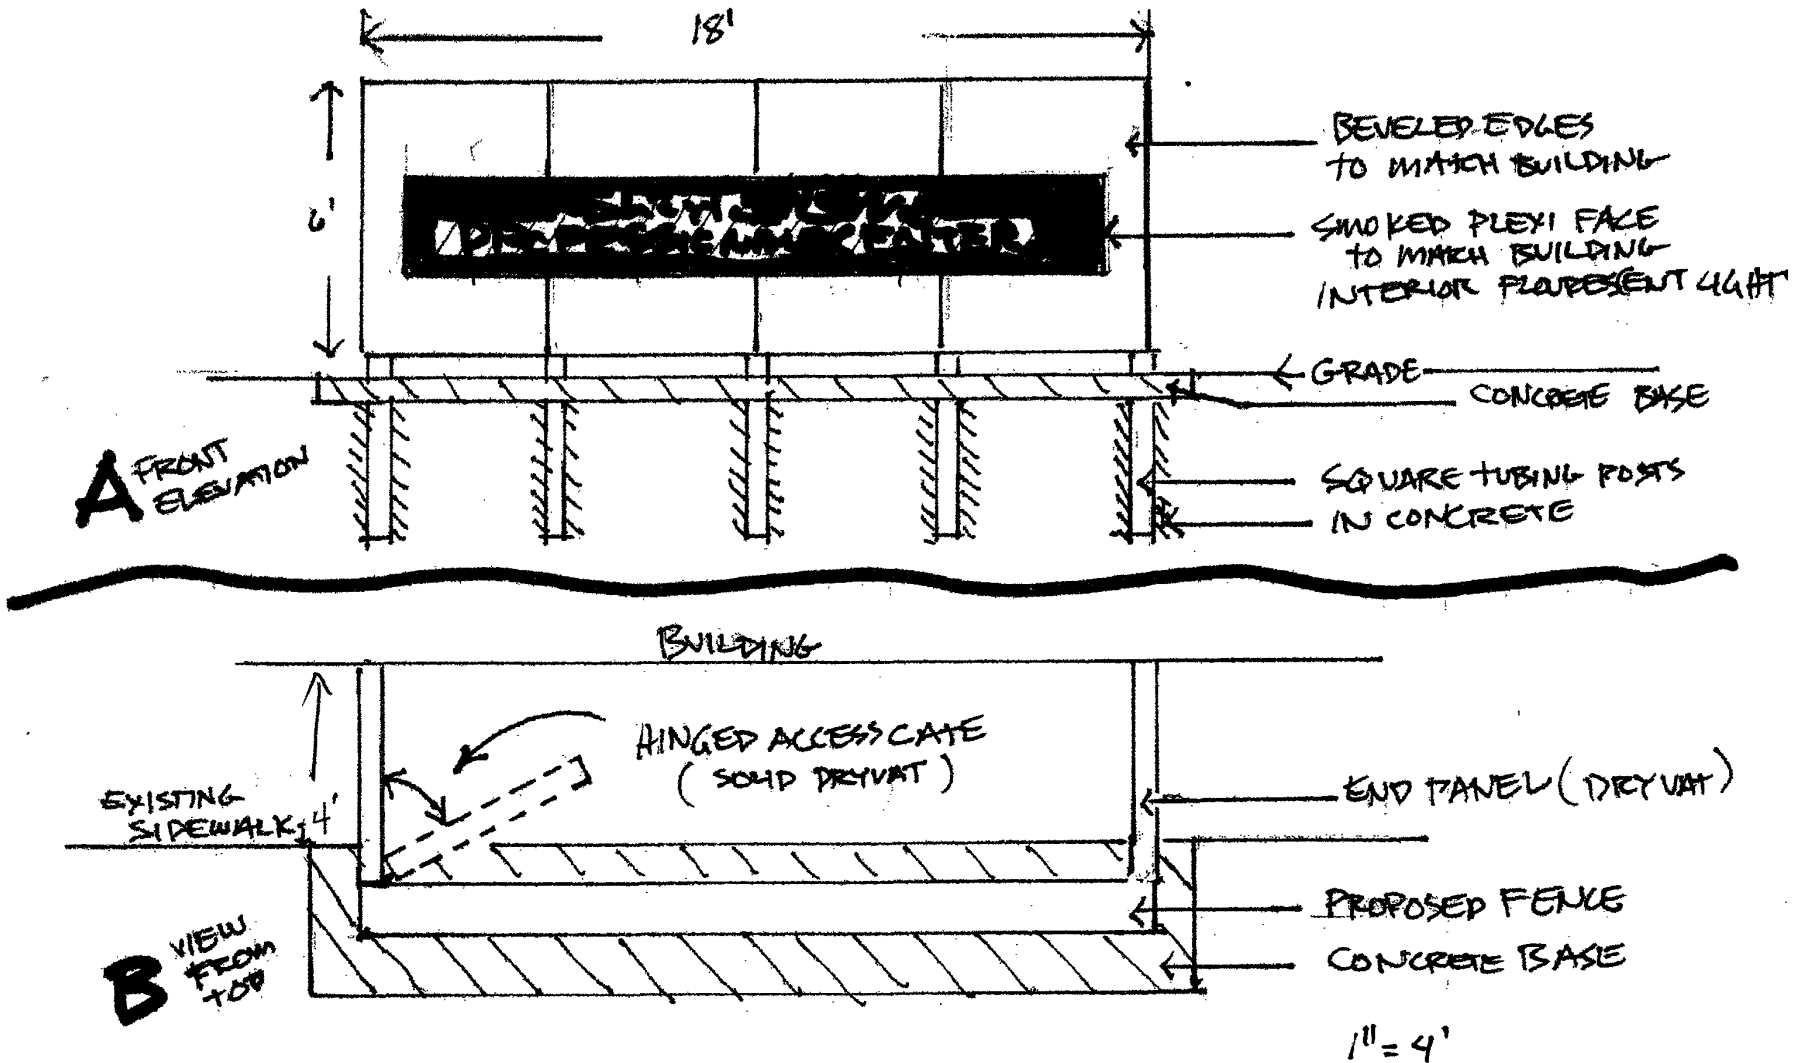 18'
6'
BEVELED EDGES
TO MATCH BUILDING
SMOKED PLEXI FACE
TO MATCH BUILDING
INTERIOR FLOURESENT LIGHT
CENTER
GRADE
CONCRETE BASE
A FRONT
ELEVATION
SQUARE TUBING POSTS
IN CONCRETE
BUILDING
HINGED ACCESS GATE
(SOLID DRYVAT)
EXISTING
SIDEWALK
4'
END PANEL (DRYVAT)
B VIEW
FROM
TOP
PROPOSED FENCE
CONCRETE BASE
1" = 4'